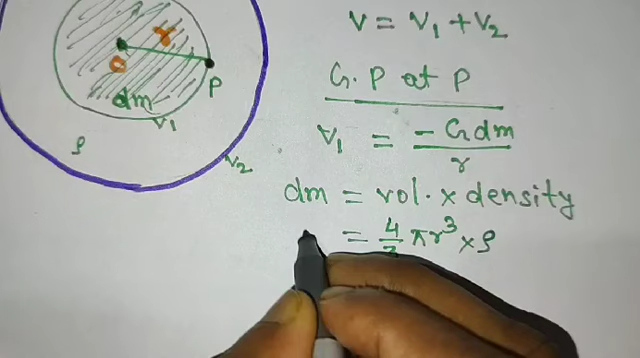 V = V₁ + V₂
G.P at P
V₁ = -Gdm
r
dm = vol. x density
= 4/3 πr³ x ρ
r
O
P
dm
V₁
ρ
V₂